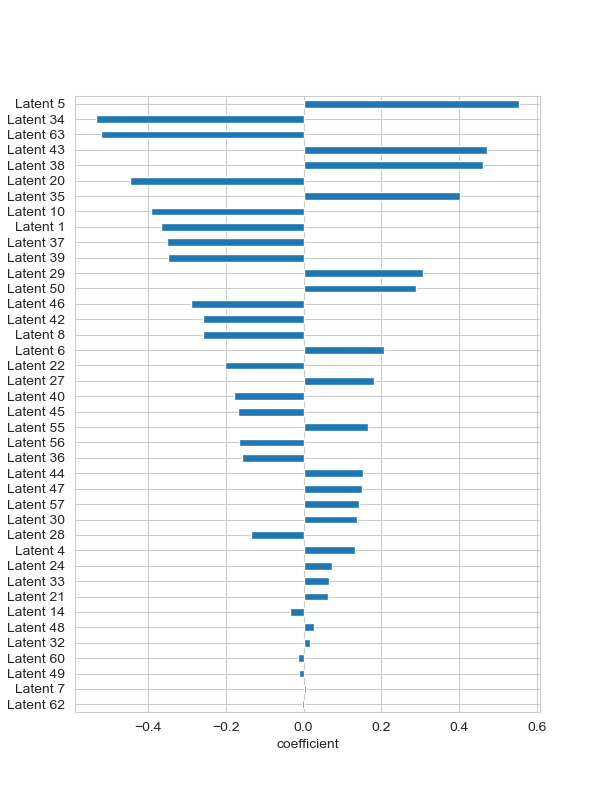 Latent 5
Latent 34
Latent 63
Latent 43
Latent 38
Latent 20
Latent 35
Latent 10
Latent 1
Latent 37
Latent 39
Latent 29
Latent 50
Latent 46
Latent 42
Latent 8
Latent 6
Latent 22
Latent 27
Latent 40
Latent 45
Latent 55
Latent 56
Latent 36
Latent 44
Latent 47
Latent 57
Latent 30
Latent 28
Latent 4
Latent 24
Latent 33
Latent 21
Latent 14
Latent 48
Latent 32
Latent 60
Latent 49
Latent 7
Latent 62
−0.4 −0.2 0.0 0.2 0.4 0.6
coefficient